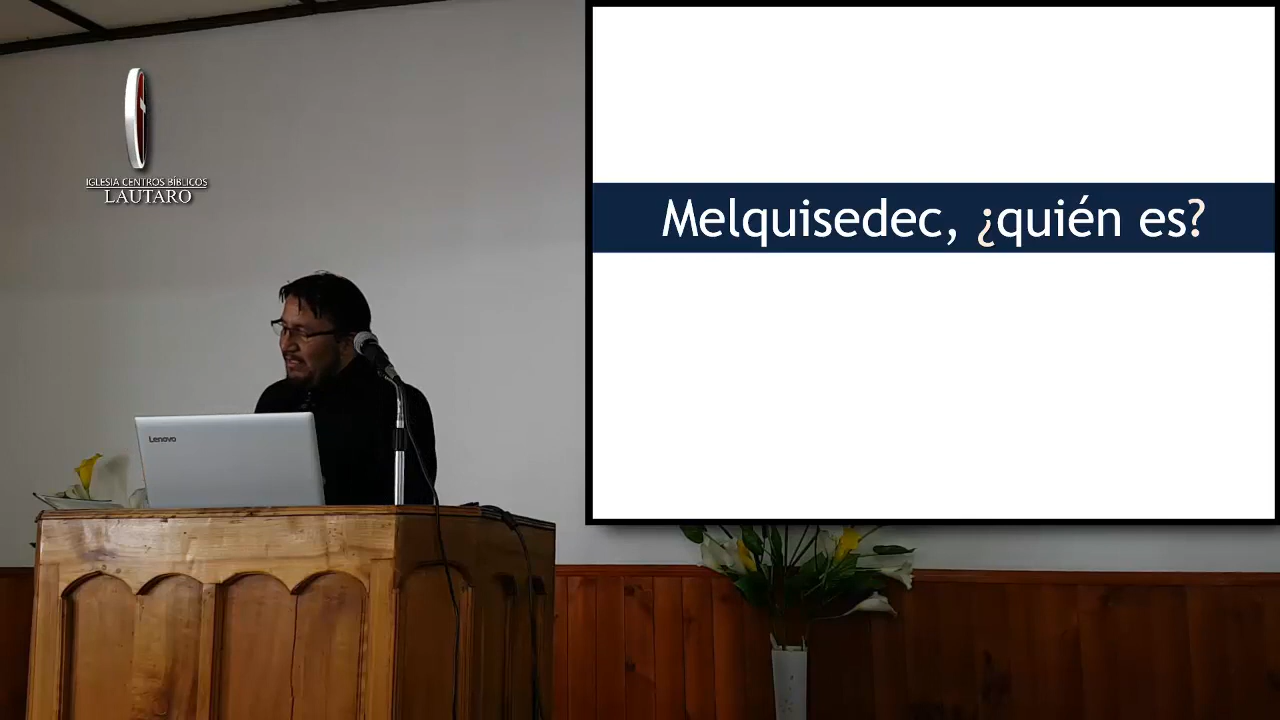 IGLESIA CENTROS BÍBLICOS
LAUTARO
Melquisedec, ¿quién es?
Lenovo